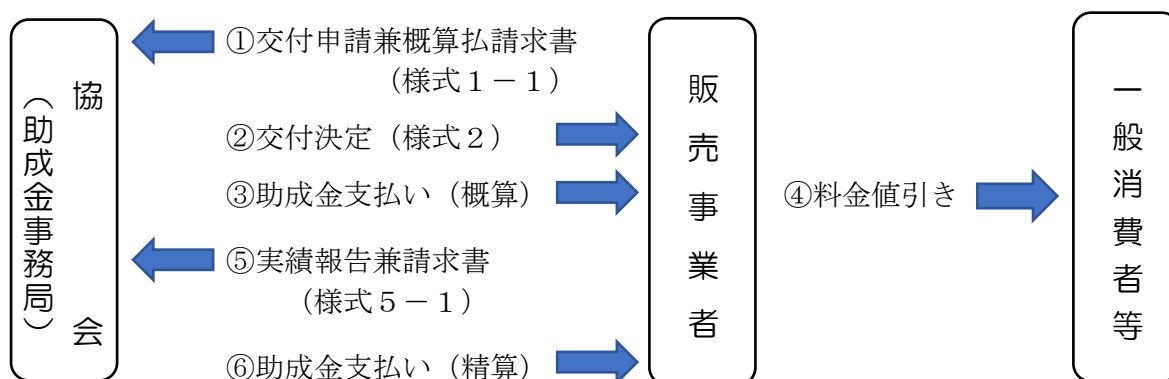 協会
（助成金事務局）
①交付申請兼概算払請求書
（様式１－１）
②交付決定（様式２）
③助成金支払い（概算）
⑤実績報告兼請求書
（様式５－１）
⑥助成金支払い（精算）
販売事業者
④料金値引き
一般消費者等